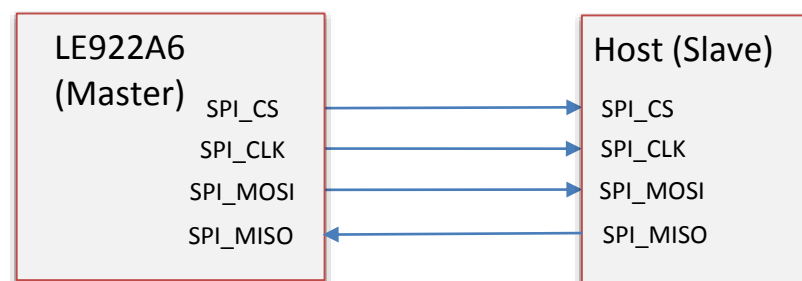 LE922A6
(Master)
SPI_CS
SPI_CLK
SPI_MOSI
SPI_MISO
Host (Slave)
SPI_CS
SPI_CLK
SPI_MOSI
SPI_MISO